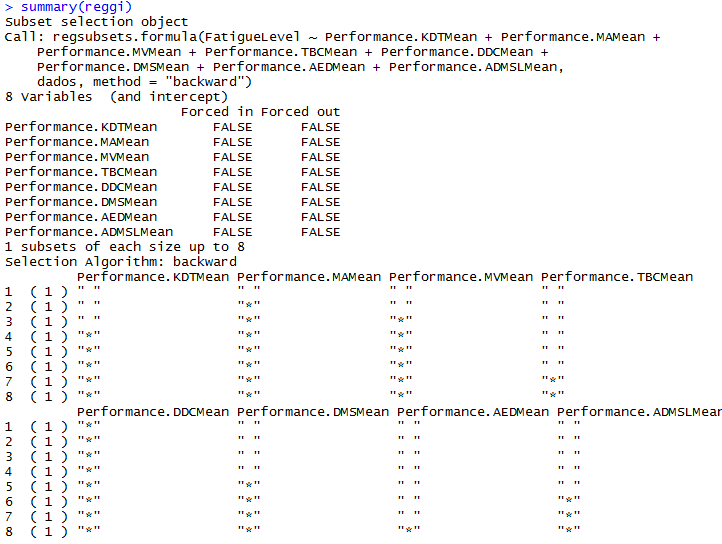 > summary(reggi)
Subset selection object
Call: regsubsets.formula(FatigueLevel ~ Performance.KDTMean + Performance.MAMean +
    Performance.MVMean + Performance.TBCMean + Performance.DDCMean +
    Performance.DMSMean + Performance.AEDMean + Performance.ADMSLMean,
    dados, method = "backward")
8 Variables  (and intercept)
                      Forced in Forced out
Performance.KDTMean       FALSE      FALSE
Performance.MAMean        FALSE      FALSE
Performance.MVMean        FALSE      FALSE
Performance.TBCMean       FALSE      FALSE
Performance.DDCMean       FALSE      FALSE
Performance.DMSMean       FALSE      FALSE
Performance.AEDMean       FALSE      FALSE
Performance.ADMSLMean     FALSE      FALSE
1 subsets of each size up to 8
Selection Algorithm: backward
         Performance.KDTMean Performance.MAMean Performance.MVMean Performance.TBCMean
1  ( 1 ) " "                 " "                " "                " "
2  ( 1 ) " "                 "*"                " "                " "
3  ( 1 ) " "                 "*"                "*"                " "
4  ( 1 ) "*"                 "*"                "*"                " "
5  ( 1 ) "*"                 "*"                "*"                " "
6  ( 1 ) "*"                 "*"                "*"                " "
7  ( 1 ) "*"                 "*"                "*"                "*"
8  ( 1 ) "*"                 "*"                "*"                "*"
         Performance.DDCMean Performance.DMSMean Performance.AEDMean Performance.ADMSLMean
1  ( 1 ) "*"                 " "                 " "                 " "
2  ( 1 ) "*"                 " "                 " "                 " "
3  ( 1 ) "*"                 " "                 " "                 " "
4  ( 1 ) "*"                 " "                 " "                 " "
5  ( 1 ) "*"                 "*"                 " "                 " "
6  ( 1 ) "*"                 "*"                 " "                 "*"
7  ( 1 ) "*"                 "*"                 " "                 "*"
8  ( 1 ) "*"                 "*"                 "*"                 "*"